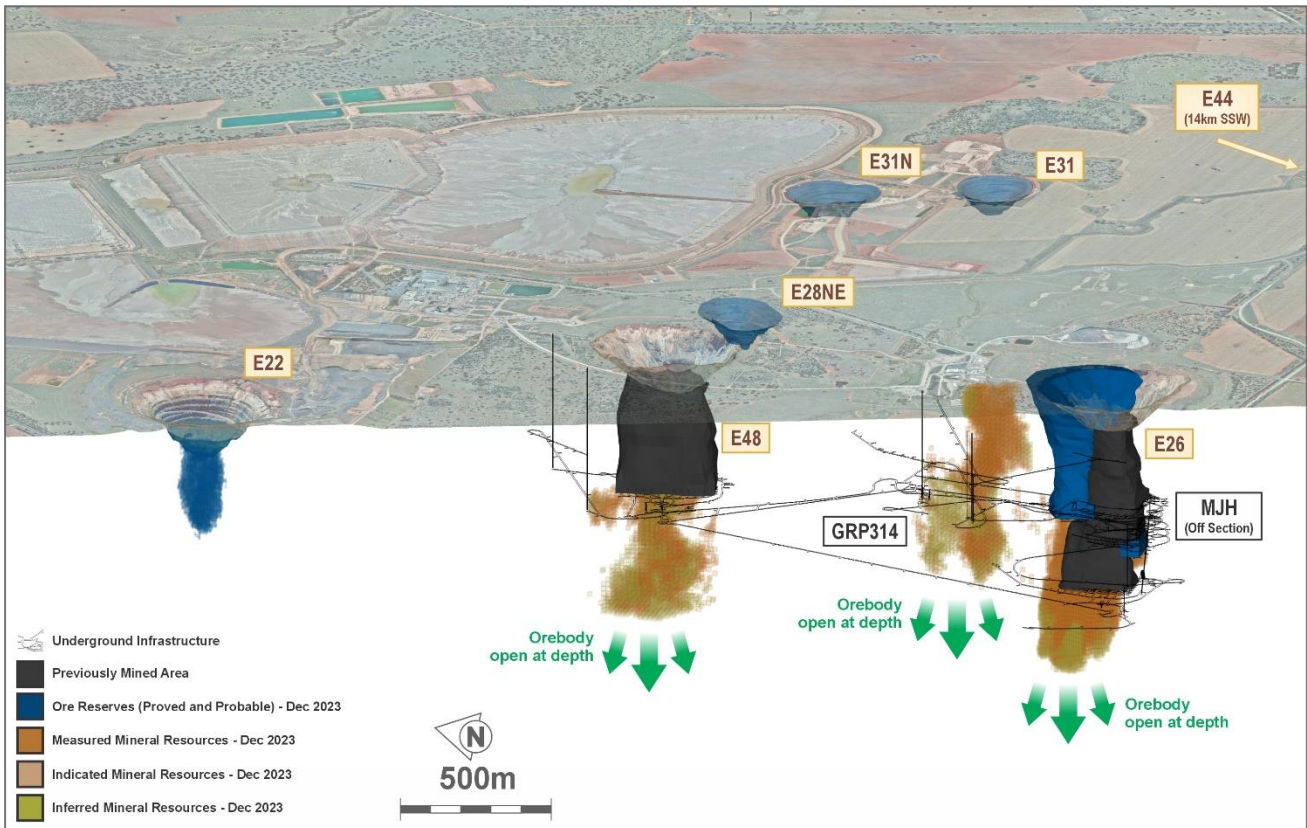 E44
(14km SSW)
E31N
E31
E28NE
E22
E48
E26
GRP314
MJH
(Off Section)
Orebody
open at depth
Orebody
open at depth
Underground Infrastructure
Previously Mined Area
Ore Reserves (Proved and Probable) - Dec 2023
Measured Mineral Resources - Dec 2023
Indicated Mineral Resources - Dec 2023
Inferred Mineral Resources - Dec 2023
N
500m
Orebody
open at depth